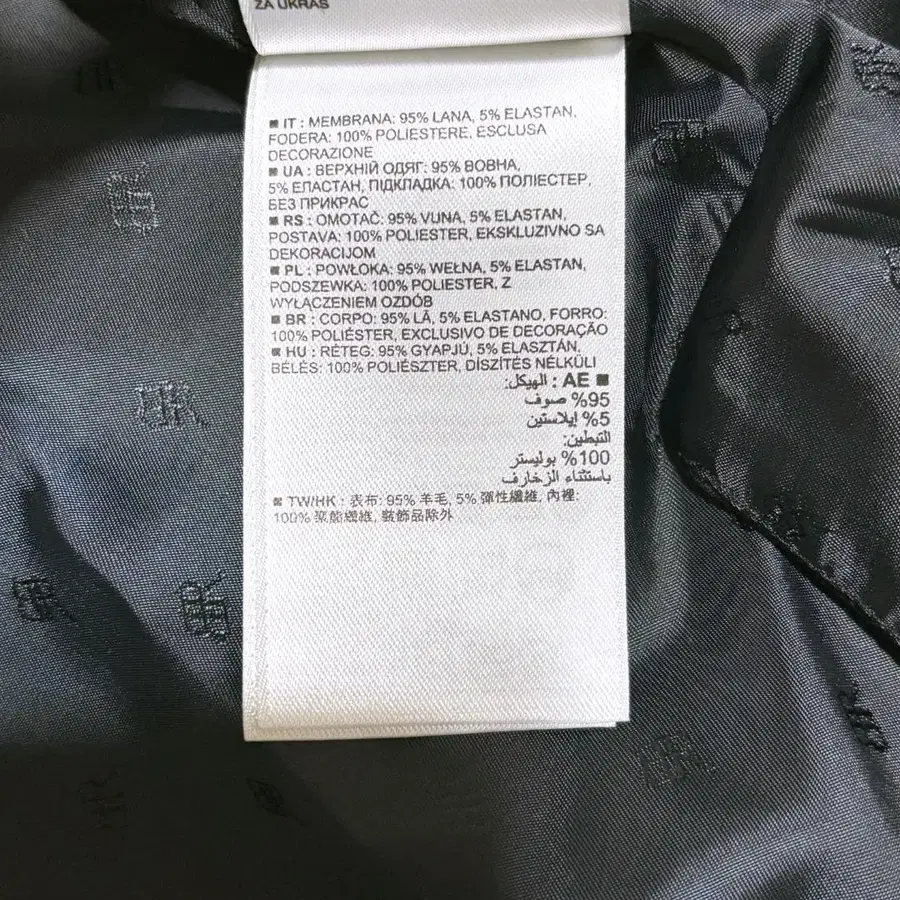 ZA UKRAS
■ IT : MEMBRANA: 95% LANA, 5% ELASTAN,
FODERA: 100% POLIESTERE, ESCLUSA
DECORAZIONE
■ UA : ВЕРХНІЙ ОДЯГ: 95% ВОВНА,
5% ЕЛАСТАН, ПІДКЛАДКА: 100% ПОЛІЕСТЕР,
БЕЗ ПРИКРАС
■ RS : OMOTAČ: 95% VUNA, 5% ELASTAN,
POSTAVA: 100% POLIESTER, EKSKLUZIVNO SA
DEKORACIJOM
■ PL : POWŁOKA: 95% WEŁNA, 5% ELASTAN,
PODSZEWKA: 100% POLIESTER, Z
WYŁĄCZENIEM OZDÓB
■ BR : CORPO: 95% LÃ, 5% ELASTANO, FORRO:
100% POLIÉSTER, EXCLUSIVO DE DECORAÇÃO
■ HU : RÉTEG: 95% GYAPJÚ, 5% ELASZTÁN,
BÉLÉS: 100% POLIÉSZTER, DÍSZÍTÉS NÉLKÜLI
■ AE : الهيكل:
95% صوف
5% إيلاستين
التبطين:
100% بوليستر
باستثناء الزخارف
■ TW/HK : 表布: 95% 羊毛, 5% 彈性纖維, 內裡:
100% 聚酯纖維, 裝飾品除外